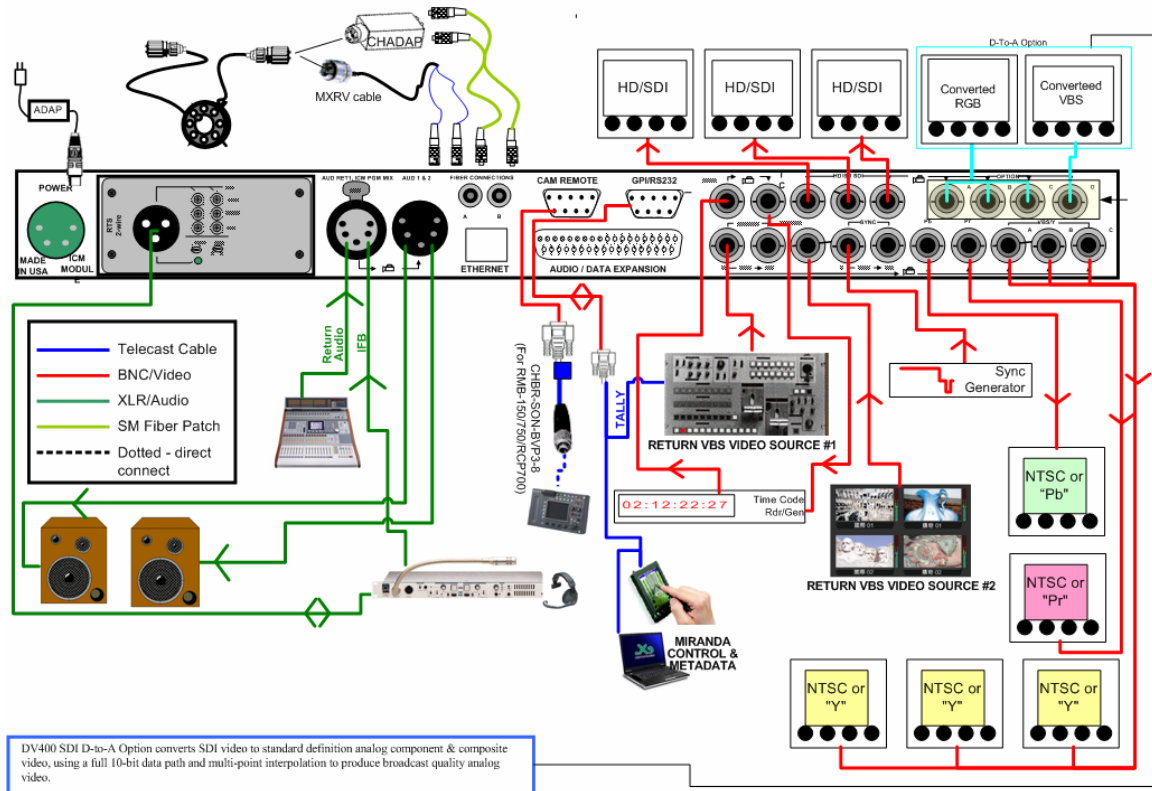 CHADAP
MXRV cable
ADAP
D-To-A Option
HD/SDI
HD/SDI
HD/SDI
Converted
RGB
Converteed
VBS
POWER
MADE
IN USA
ICM
MODUL
E
RTS
2-wire
AUD RET1, ICM PGM MIX
AUD 1 & 2
FIBER CONNECTIONS
A
B
ETHERNET
CAM REMOTE
GPI/RS232
AUDIO / DATA EXPANSION
C
HD/SD SDI
OPTION
A
B
C
D
SYNC
PB
A
B
C
Telecast Cable
BNC/Video
XLR/Audio
SM Fiber Patch
Dotted - direct
connect
Return
Audio
IFB
CHBR-SON-BVP3-8
(For RMB-150/750/RCP700)
TALLY
RETURN VBS VIDEO SOURCE #1
02:12:22:27
Time Code
Rdr/Gen
Sync
Generator
RETURN VBS VIDEO SOURCE #2
MIRANDA
CONTROL &
METADATA
NTSC or
"Pb"
NTSC or
"Pr"
NTSC or
"Y"
NTSC or
"Y"
NTSC or
"Y"
DV400 SDI D-to-A Option converts SDI video to standard definition analog component & composite
video, using a full 10-bit data path and multi-point interpolation to produce broadcast quality analog
video.